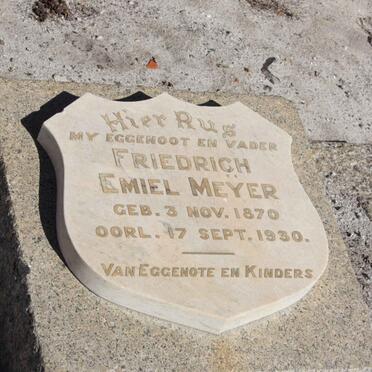 Hier Rus
MY EGGENOOT EN VADER
FRIEDRICH
EMIEL MEYER
GEB. 3 NOV. 1870
OORL. 17 SEPT. 1930.
VAN EGGENOTE EN KINDERS